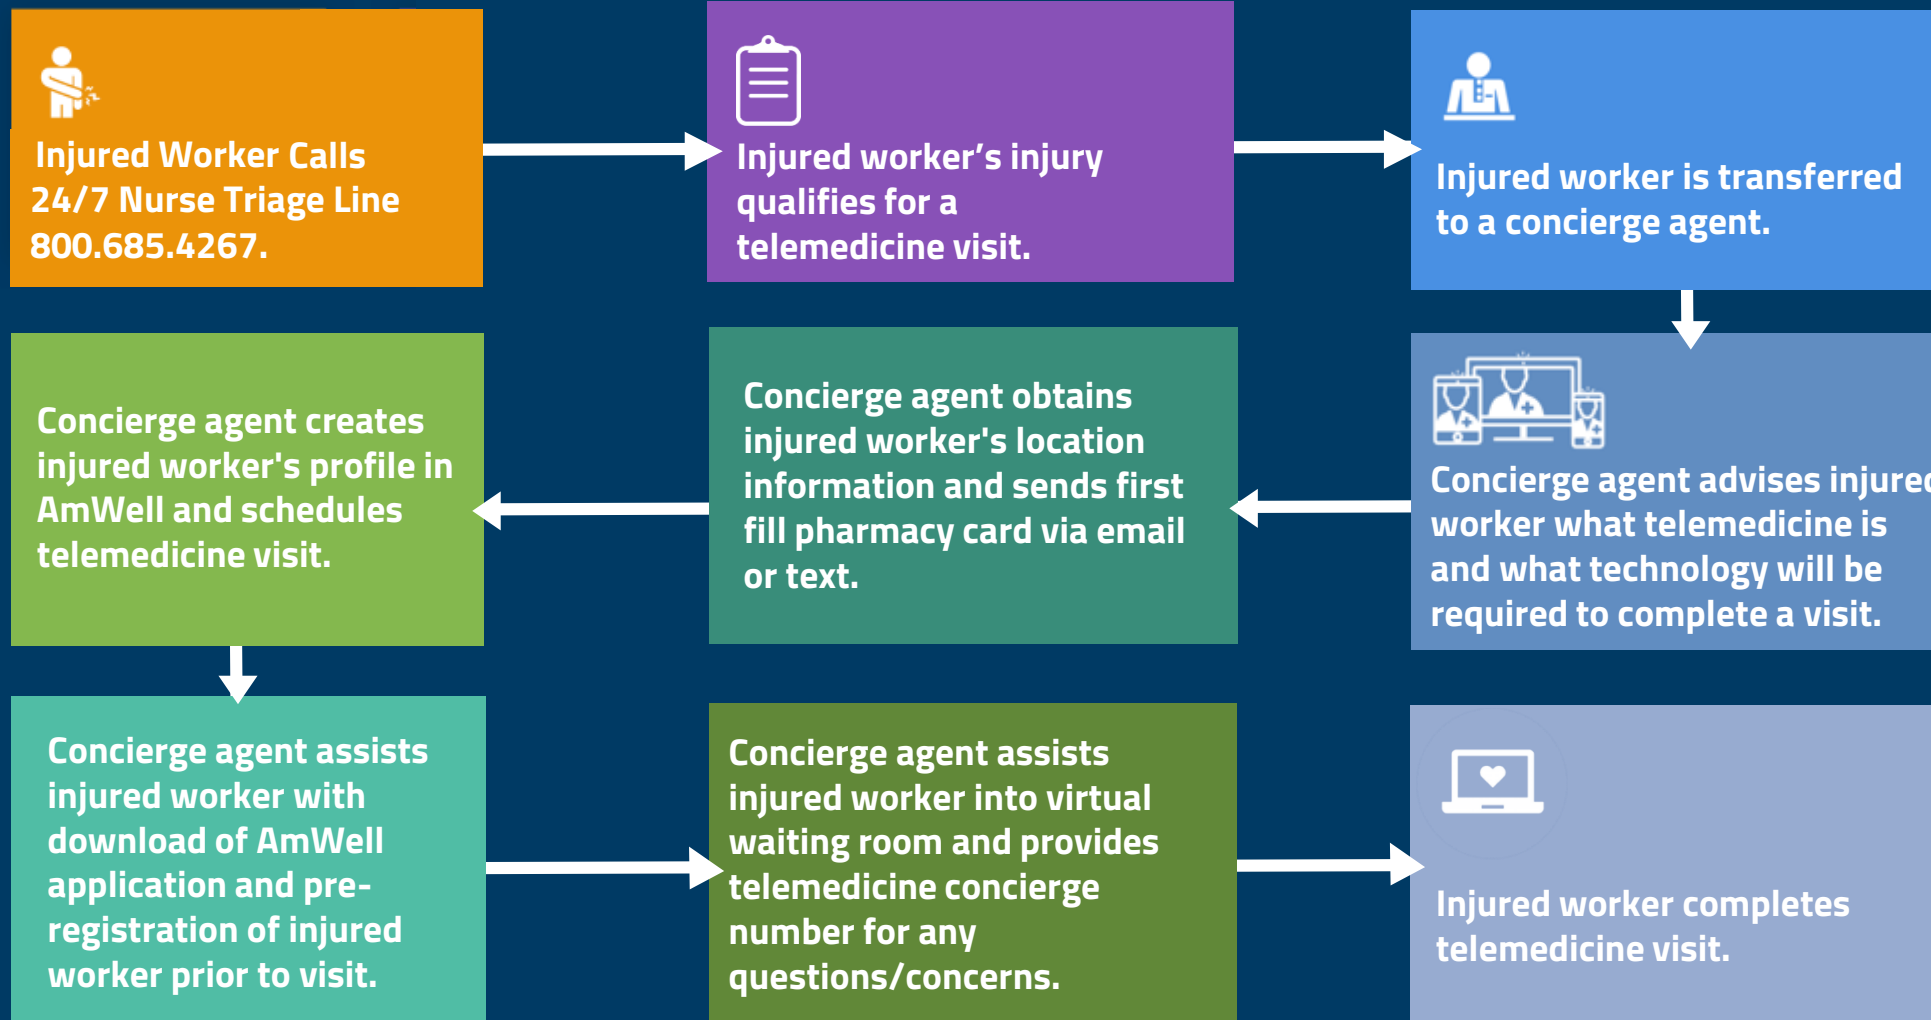 Injured Worker Calls
24/7 Nurse Triage Line
800.685.4267.
Injured worker’s injury
qualifies for a
telemedicine visit.
Injured worker is transferred
to a concierge agent.
Concierge agent advises injured
worker what telemedicine is
and what technology will be
required to complete a visit.
Concierge agent obtains
injured worker's location
information and sends first
fill pharmacy card via email
or text.
Concierge agent creates
injured worker's profile in
AmWell and schedules
telemedicine visit.
Concierge agent assists
injured worker with
download of AmWell
application and pre-
registration of injured
worker prior to visit.
Concierge agent assists
injured worker into virtual
waiting room and provides
telemedicine concierge
number for any
questions/concerns.
Injured worker completes
telemedicine visit.